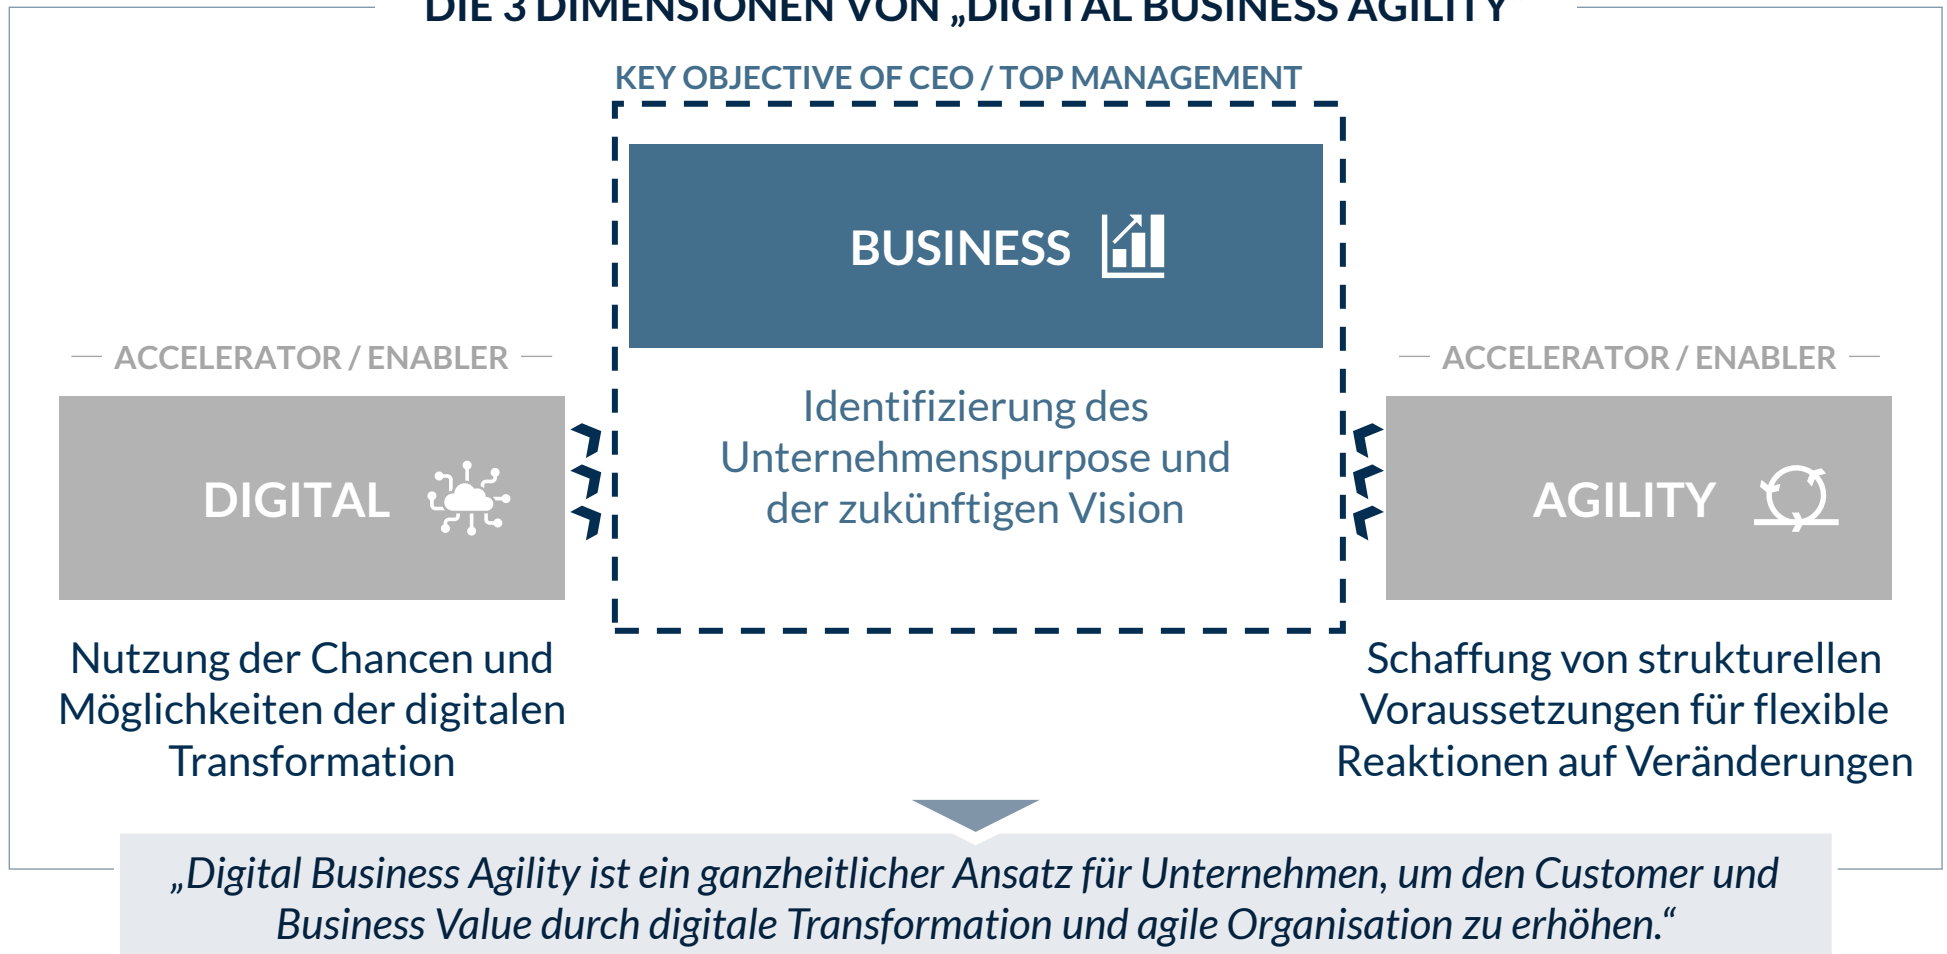 DIE 3 DIMENSIONEN VON „DIGITAL BUSINESS AGILITY
KEY OBJECTIVE OF CEO / TOP MANAGEMENT
BUSINESS
Identifizierung des
Unternehmenspurpose und
der zukünftigen Vision
ACCELERATOR / ENABLER
DIGITAL
Nutzung der Chancen und
Möglichkeiten der digitalen
Transformation
ACCELERATOR / ENABLER
AGILITY
Schaffung von strukturellen
Voraussetzungen für flexible
Reaktionen auf Veränderungen
„Digital Business Agility ist ein ganzheitlicher Ansatz für Unternehmen, um den Customer und
Business Value durch digitale Transformation und agile Organisation zu erhöhen.“